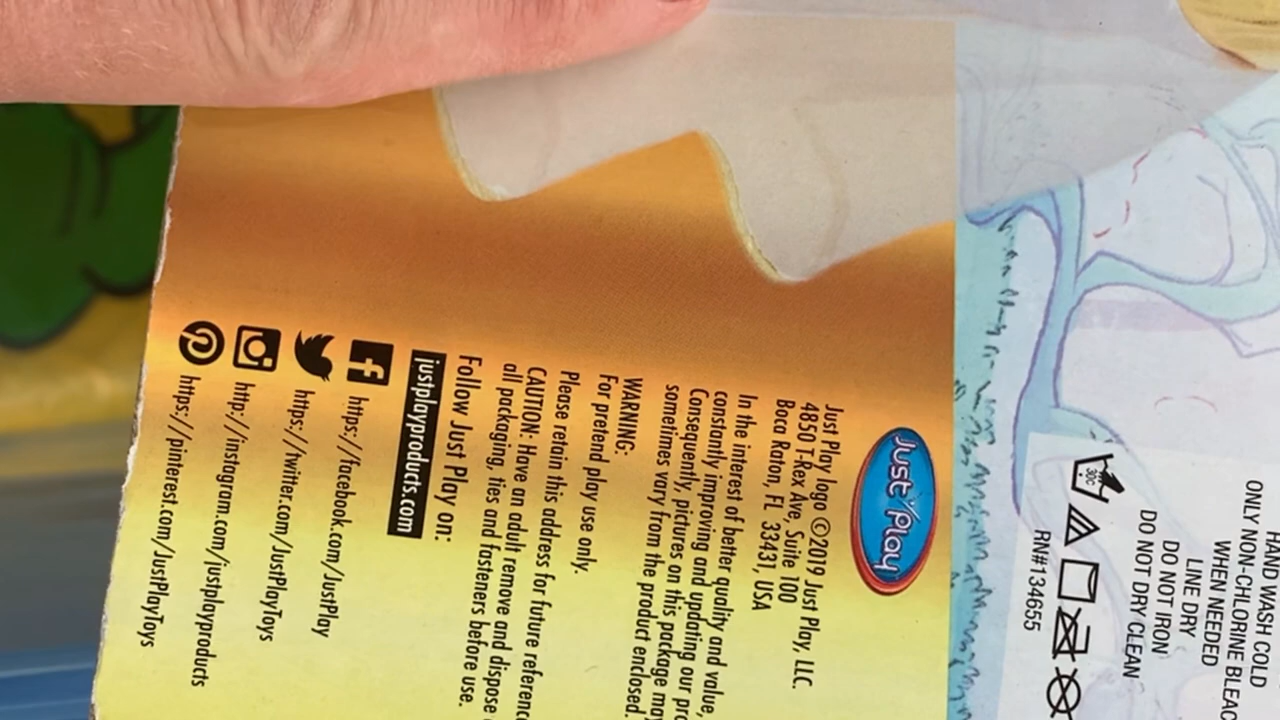 Just Play
Just Play logo ©2019 Just Play, LLC.
4850 T-Rex Ave, Suite 100
Boca Raton, FL 33431, USA
In the interest of better quality and value,
constantly improving and updating our pro
Consequently, pictures on this package may
sometimes vary from the product enclosed.
WARNING:
For pretend play use only.
Please retain this address for future referenc
CAUTION: Have an adult remove and dispose
all packaging, ties and fasteners before use.
Follow Just Play on:
justplayproducts.com
https://facebook.com/JustPlay
https://twitter.com/JustPlayToys
http://instagram.com/justplayproducts
https://pinterest.com/JustPlayToys
HAND WASH COLD
ONLY NON-CHLORINE BLEAC
WHEN NEEDED
LINE DRY
DO NOT IRON
DO NOT DRY CLEAN
30c
RN#134655